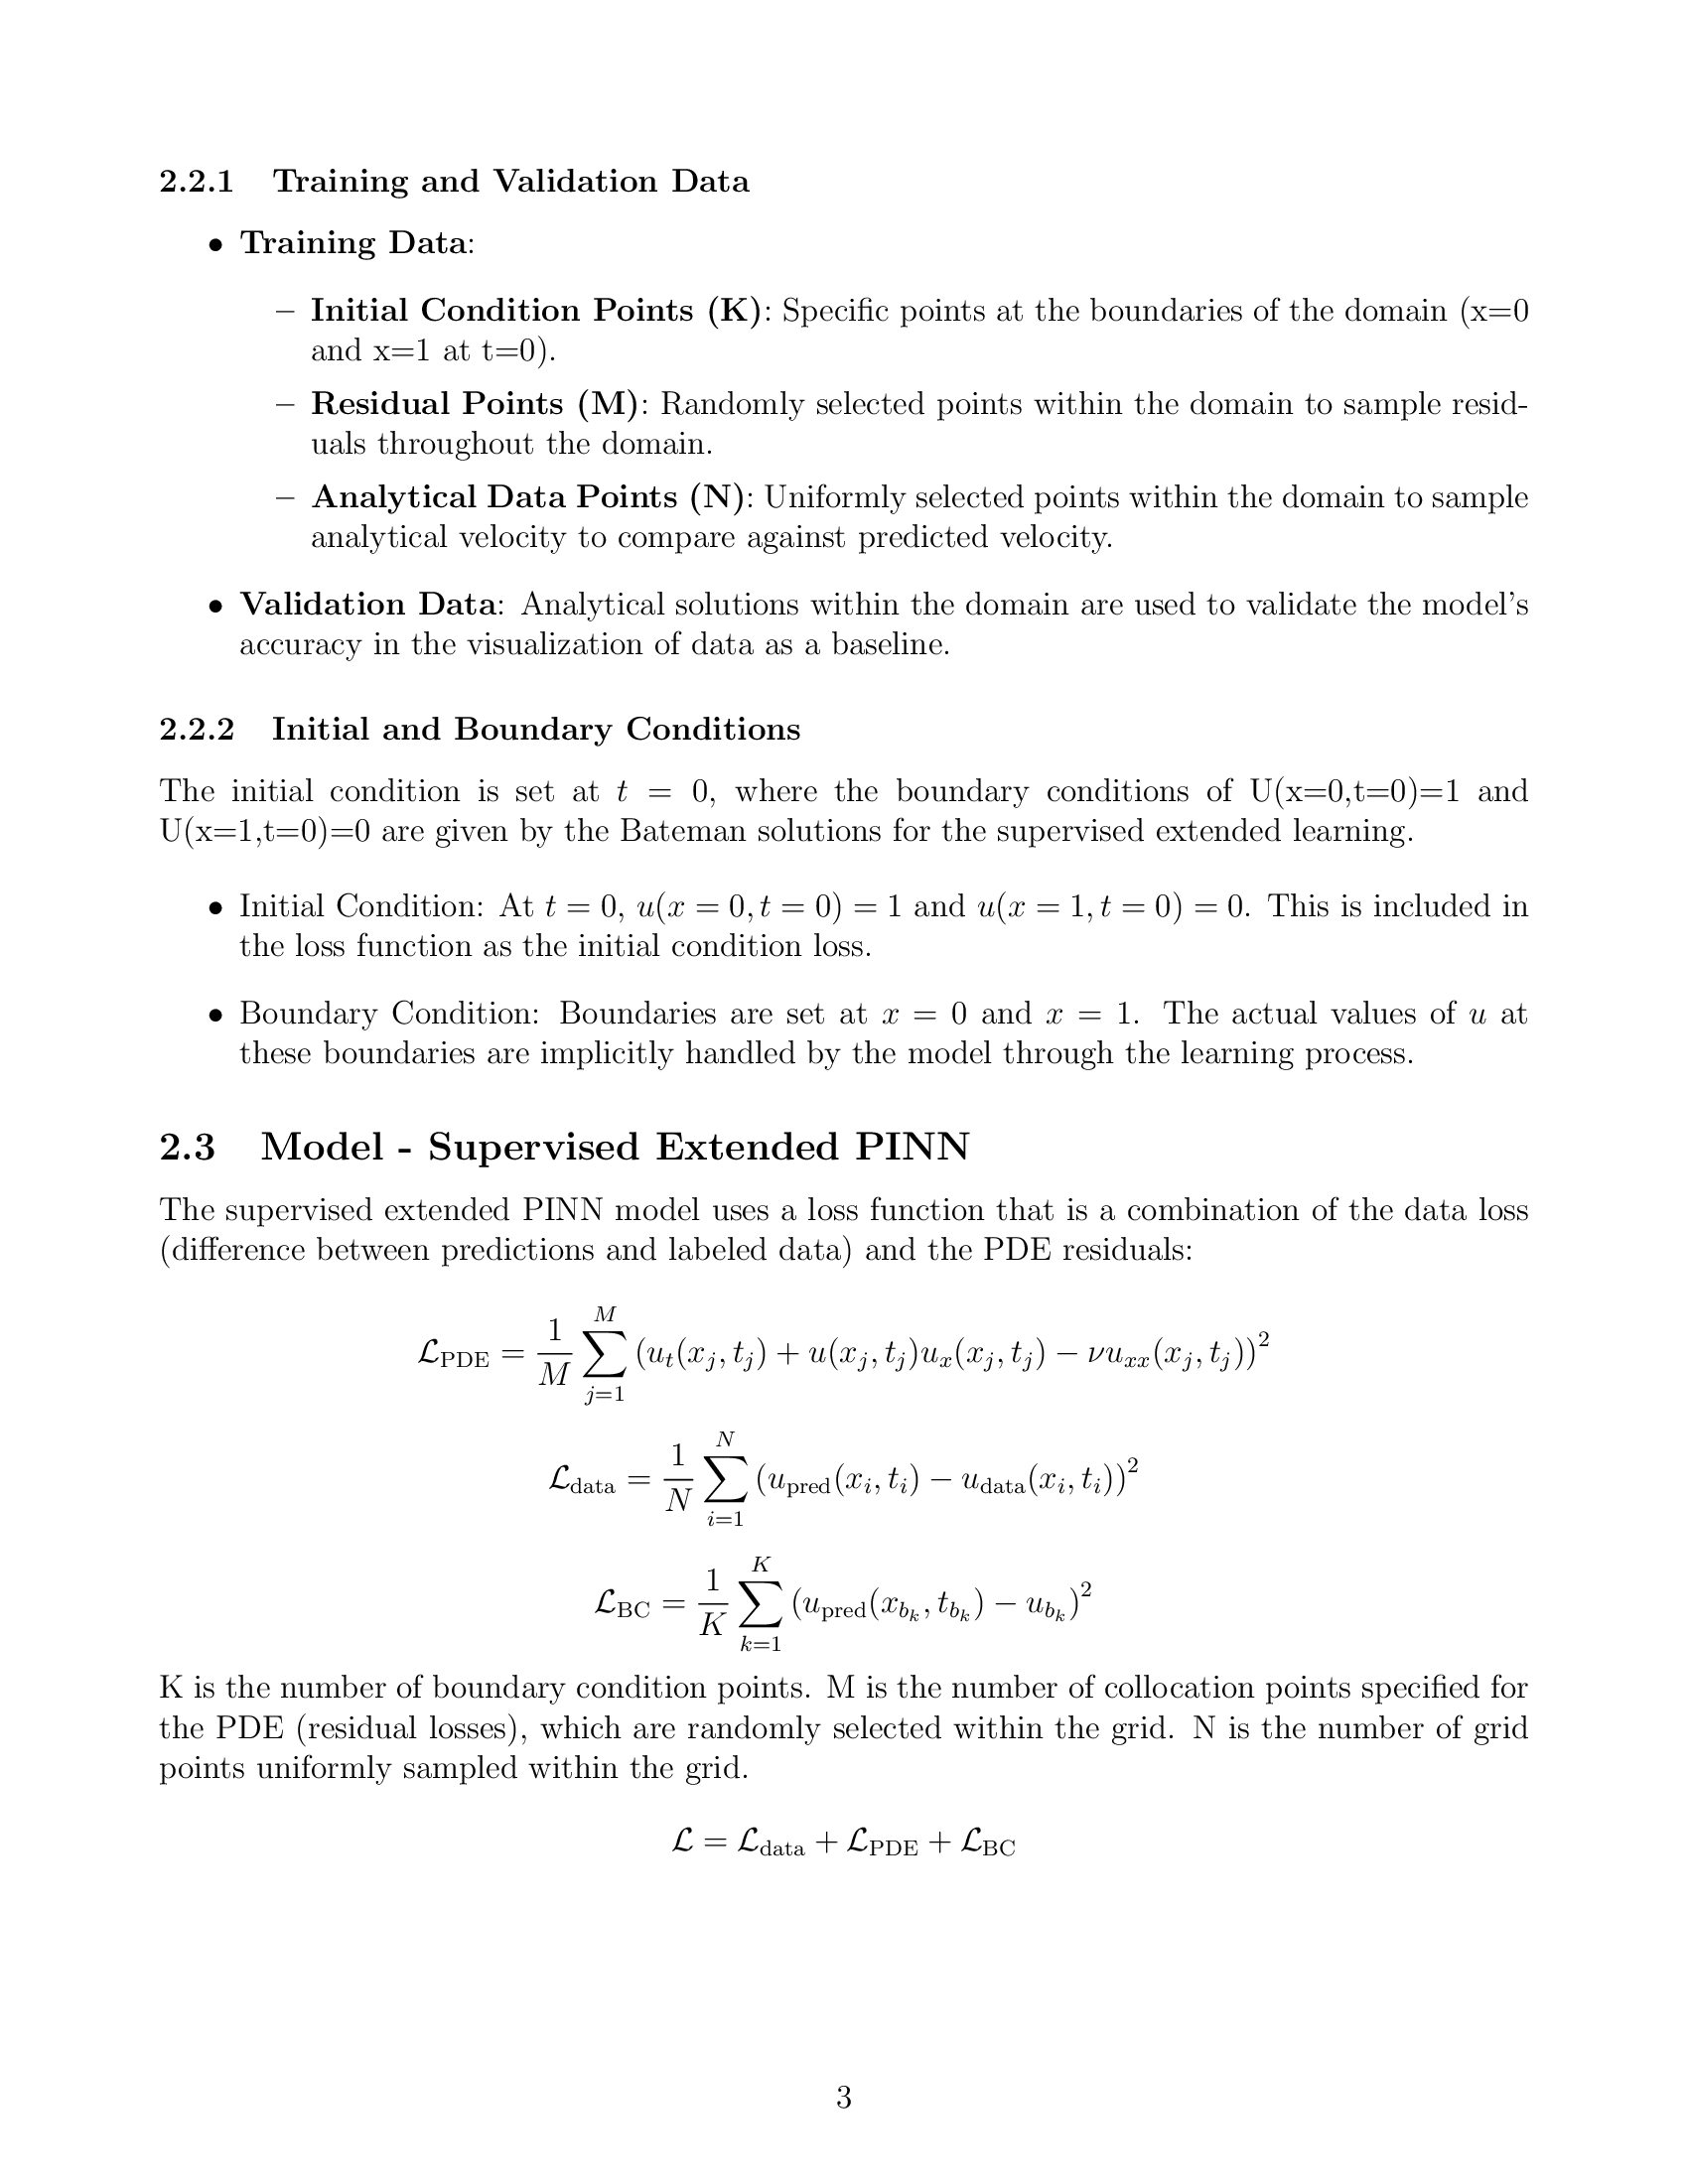 2.2.1 Training and Validation Data
• Training Data:
– Initial Condition Points (K): Specific points at the boundaries of the domain (x=0
and x=1 at t=0).
– Residual Points (M): Randomly selected points within the domain to sample resid-
uals throughout the domain.
– Analytical Data Points (N): Uniformly selected points within the domain to sample
analytical velocity to compare against predicted velocity.
• Validation Data: Analytical solutions within the domain are used to validate the model's
accuracy in the visualization of data as a baseline.
2.2.2 Initial and Boundary Conditions
The initial condition is set at t = 0, where the boundary conditions of U(x=0,t=0)=1 and
U(x=1,t=0)=0 are given by the Bateman solutions for the supervised extended learning.
• Initial Condition: At t = 0, u(x = 0, t = 0) = 1 and u(x = 1, t = 0) = 0. This is included in
the loss function as the initial condition loss.
• Boundary Condition: Boundaries are set at x = 0 and x = 1. The actual values of u at
these boundaries are implicitly handled by the model through the learning process.
2.3 Model - Supervised Extended PINN
The supervised extended PINN model uses a loss function that is a combination of the data loss
(difference between predictions and labeled data) and the PDE residuals:
$\mathcal{L}_{\text{PDE}} = \frac{1}{M} \sum_{j=1}^{M} (u_t(x_j, t_j) + u(x_j, t_j)u_x(x_j, t_j) - \nu u_{xx}(x_j, t_j))^2$
$\mathcal{L}_{\text{data}} = \frac{1}{N} \sum_{i=1}^{N} (u_{\text{pred}}(x_i, t_i) - u_{\text{data}}(x_i, t_i))^2$
$\mathcal{L}_{\text{BC}} = \frac{1}{K} \sum_{k=1}^{K} (u_{\text{pred}}(x_{b_k}, t_{b_k}) - u_{b_k})^2$
K is the number of boundary condition points. M is the number of collocation points specified for
the PDE (residual losses), which are randomly selected within the grid. N is the number of grid
points uniformly sampled within the grid.
$\mathcal{L} = \mathcal{L}_{\text{data}} + \mathcal{L}_{\text{PDE}} + \mathcal{L}_{\text{BC}}$
3